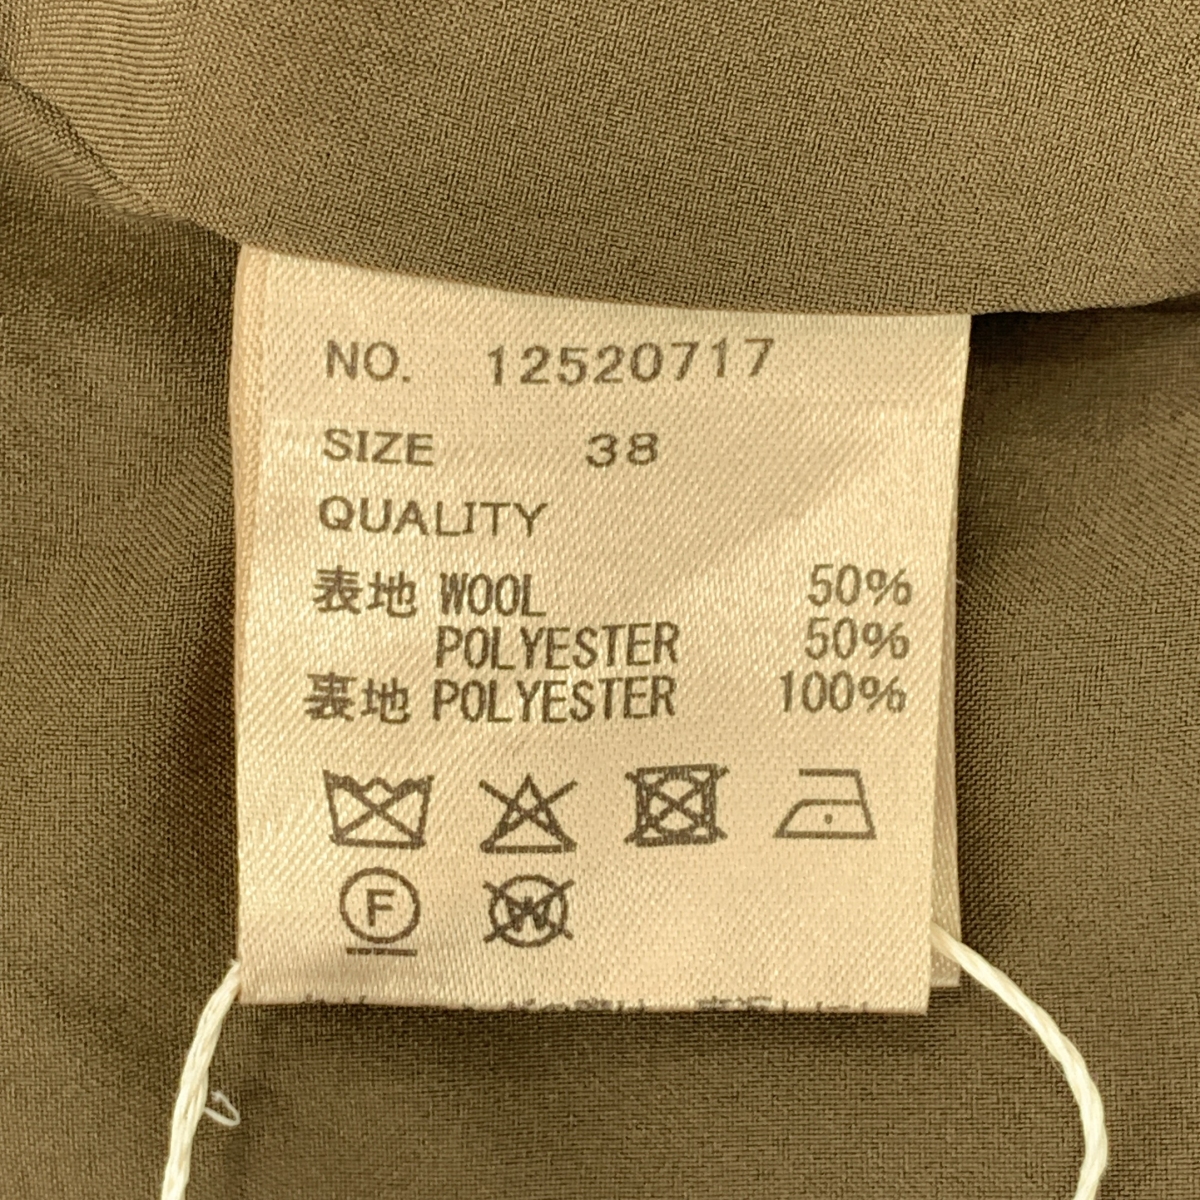 NO. 12520717
SIZE 38
QUALITY
表地 WOOL 50%
POLYESTER 50%
裏地 POLYESTER 100%
F
W